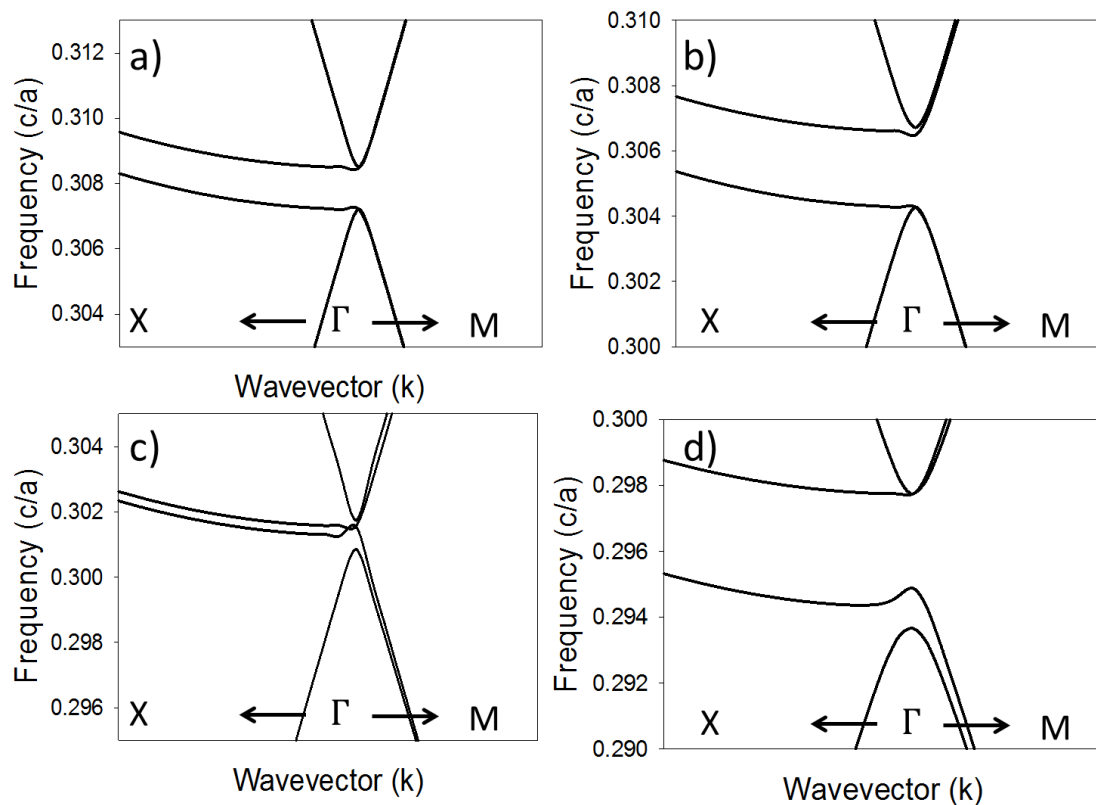 a)
Frequency (c/a)
0.312
0.310
0.308
0.306
0.304
X Γ M
Wavevector (k)
b)
Frequency (c/a)
0.310
0.308
0.306
0.304
0.302
0.300
X Γ M
c)
Frequency (c/a)
0.304
0.302
0.300
0.298
0.296
X Γ M
Wavevector (k)
d)
Frequency (c/a)
0.300
0.298
0.296
0.294
0.292
0.290
X Γ M
Wavevector (k)